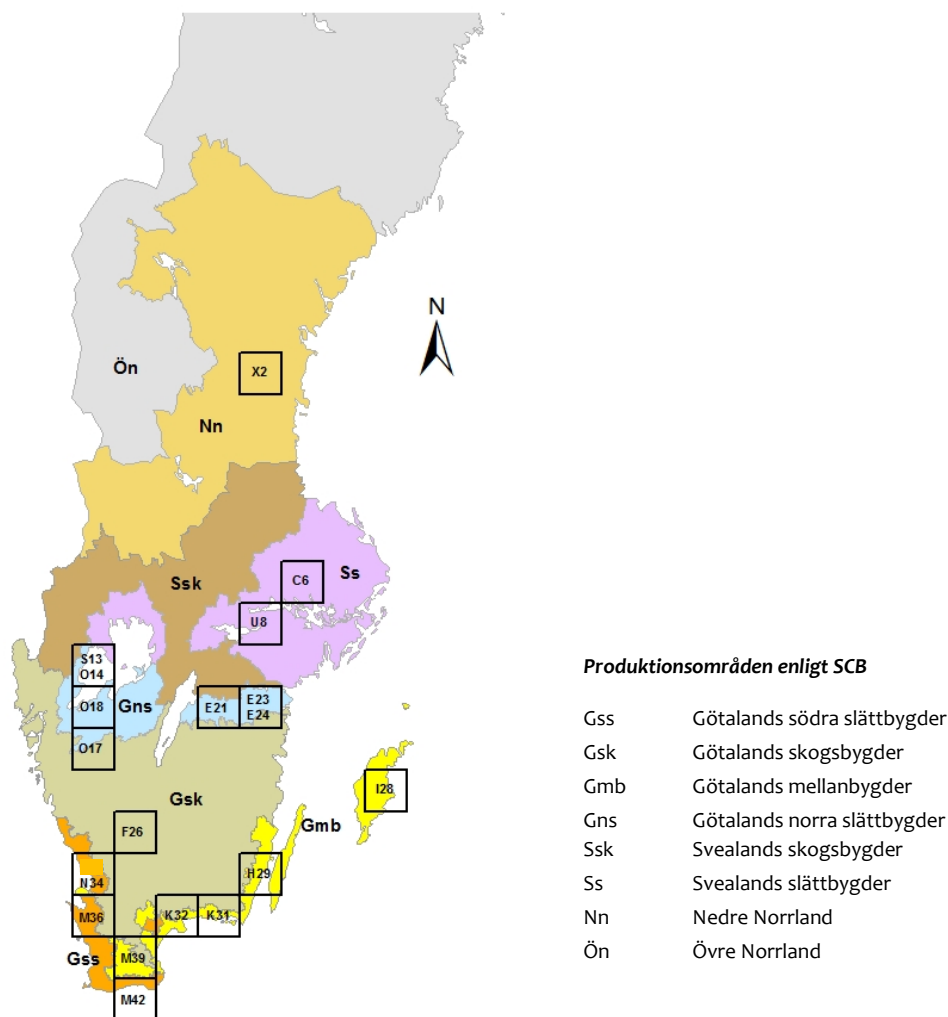 N
Ön
X2
Nn
Ssk
Ss
C6
U8
S13
O14
O18
Gns
E21
E23
E24
O17
Gsk
I28
Gmb
F26
H29
N34
M36
K32
K31
Gss
M39
M42
Produktionsområden enligt SCB
Gss Götalands södra slättbygder
Gsk Götalands skogsbygder
Gmb Götalands mellanbygder
Gns Götalands norra slättbygder
Ssk Svealands skogsbygder
Ss Svealands slättbygder
Nn Nedre Norrland
Ön Övre Norrland